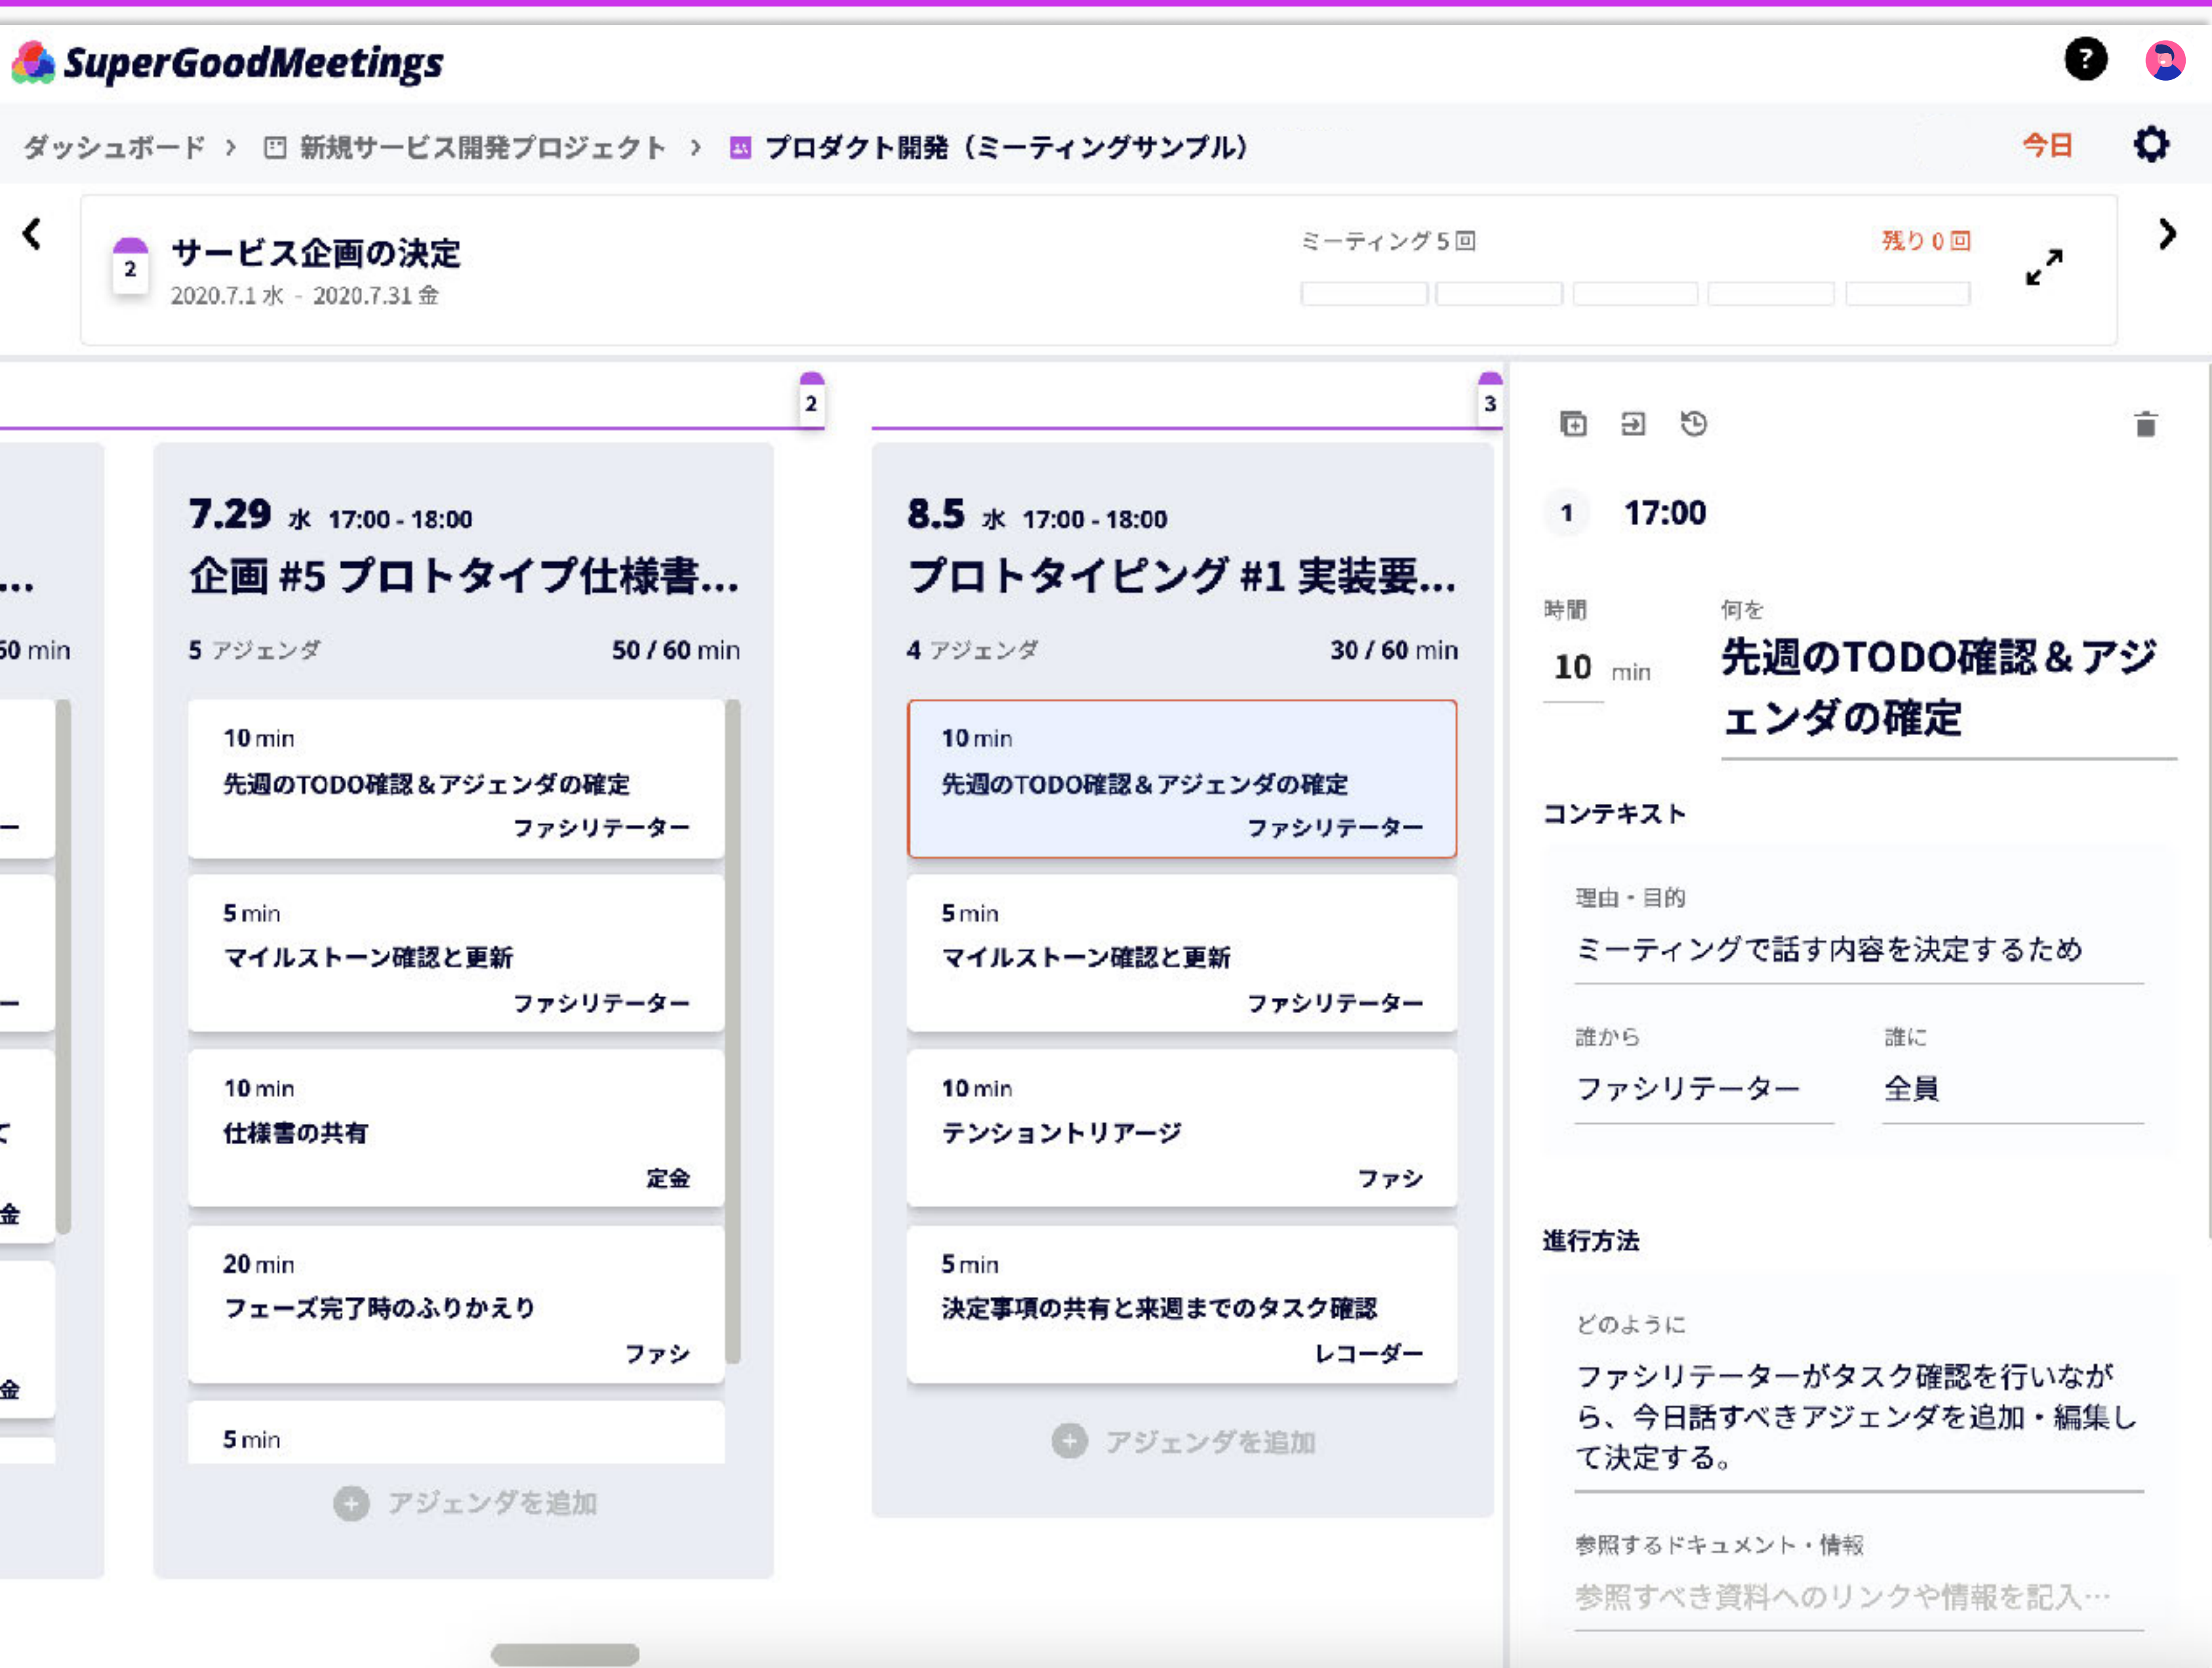 SuperGoodMeetings
?
ダッシュボード > 新規サービス開発プロジェクト > プロダクト開発（ミーティングサンプル）
今日
2
サービス企画の決定
2020.7.1 水 - 2020.7.31 金
ミーティング 5 回
残り 0 回
2
3
...
60 min
ー
ー
て
金
金
7.29 水 17:00 - 18:00
企画 #5 プロトタイプ仕様書...
5 アジェンダ 50 / 60 min
10 min
先週のTODO確認＆アジェンダの確定
ファシリテーター
5 min
マイルストーン確認と更新
ファシリテーター
10 min
仕様書の共有
定金
20 min
フェーズ完了時のふりかえり
ファシ
5 min
アジェンダを追加
8.5 水 17:00 - 18:00
プロトタイピング #1 実装要...
4 アジェンダ 30 / 60 min
10 min
先週のTODO確認＆アジェンダの確定
ファシリテーター
5 min
マイルストーン確認と更新
ファシリテーター
10 min
テンショントリアージ
ファシ
5 min
決定事項の共有と来週までのタスク確認
レコーダー
アジェンダを追加
1 17:00
時間
10 min
何を
先週のTODO確認＆アジ
ェンダの確定
コンテキスト
理由・目的
ミーティングで話す内容を決定するため
誰から 誰に
ファシリテーター 全員
進行方法
どのように
ファシリテーターがタスク確認を行いなが
ら、今日話すべきアジェンダを追加・編集し
て決定する。
参照するドキュメント・情報
参照すべき資料へのリンクや情報を記入…